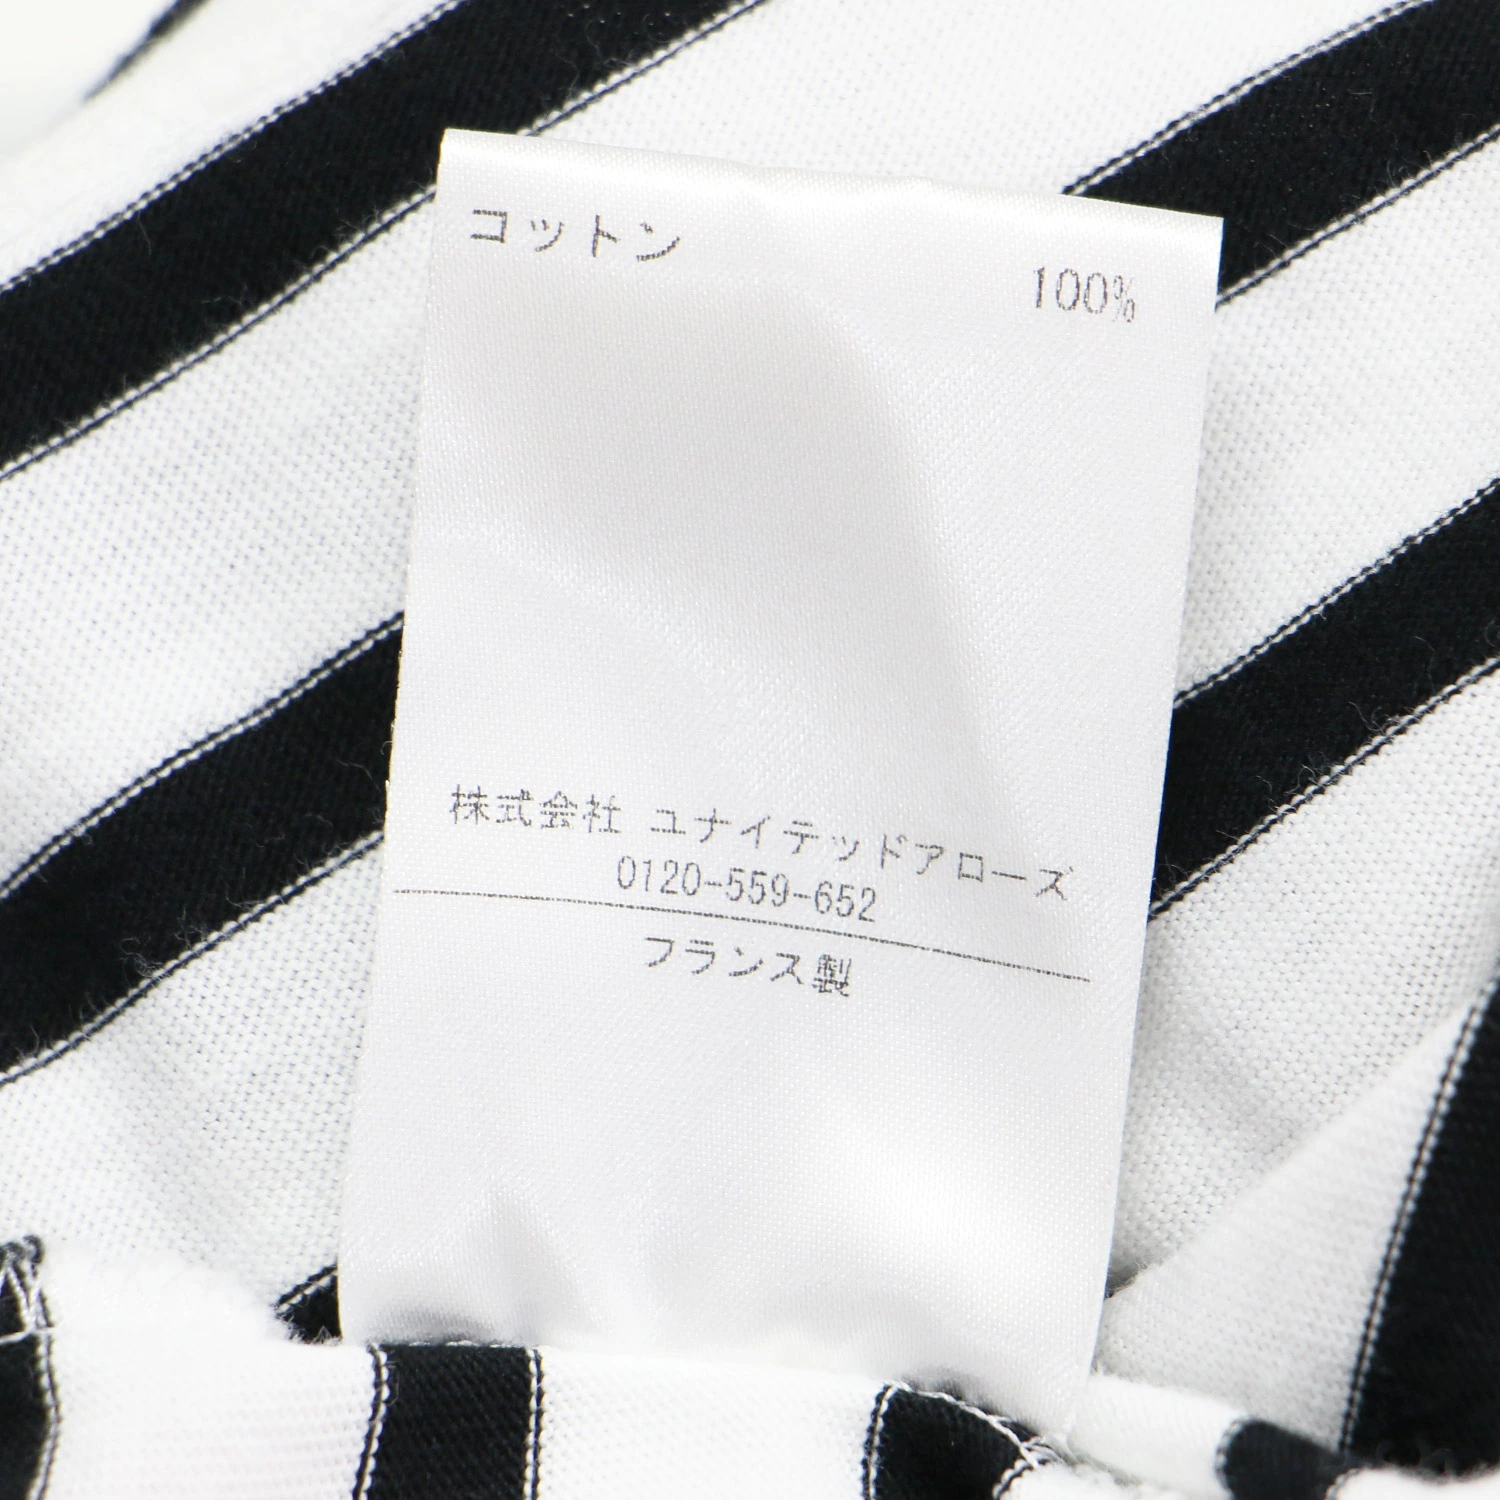 コットン 100%
株式会社 ユナイテッドアローズ
0120-559-652
フランス製